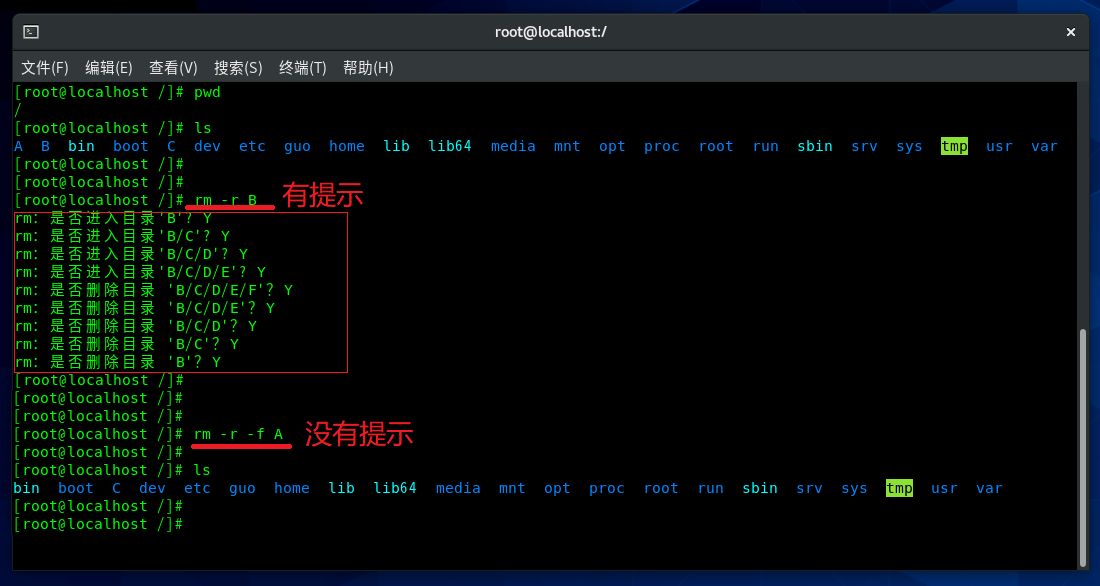 root@localhost:/
文件(F) 编辑(E) 查看(V) 搜索(S) 终端(T) 帮助(H)
[root@localhost /]# pwd
/
[root@localhost /]# ls
A B bin boot C dev etc guo home lib lib64 media mnt opt proc root run sbin srv sys tmp usr var
[root@localhost /]#
[root@localhost /]#
[root@localhost /]# rm -r B 有提示
rm: 是否进入目录'B'? Y
rm: 是否进入目录'B/C'? Y
rm: 是否进入目录'B/C/D'? Y
rm: 是否进入目录'B/C/D/E'? Y
rm: 是否删除目录 'B/C/D/E/F'? Y
rm: 是否删除目录 'B/C/D/E'? Y
rm: 是否删除目录 'B/C/D'? Y
rm: 是否删除目录 'B/C'? Y
rm: 是否删除目录 'B'? Y
[root@localhost /]#
[root@localhost /]#
[root@localhost /]#
[root@localhost /]# rm -r -f A 没有提示
[root@localhost /]#
[root@localhost /]# ls
bin boot C dev etc guo home lib lib64 media mnt opt proc root run sbin srv sys tmp usr var
[root@localhost /]#
[root@localhost /]#